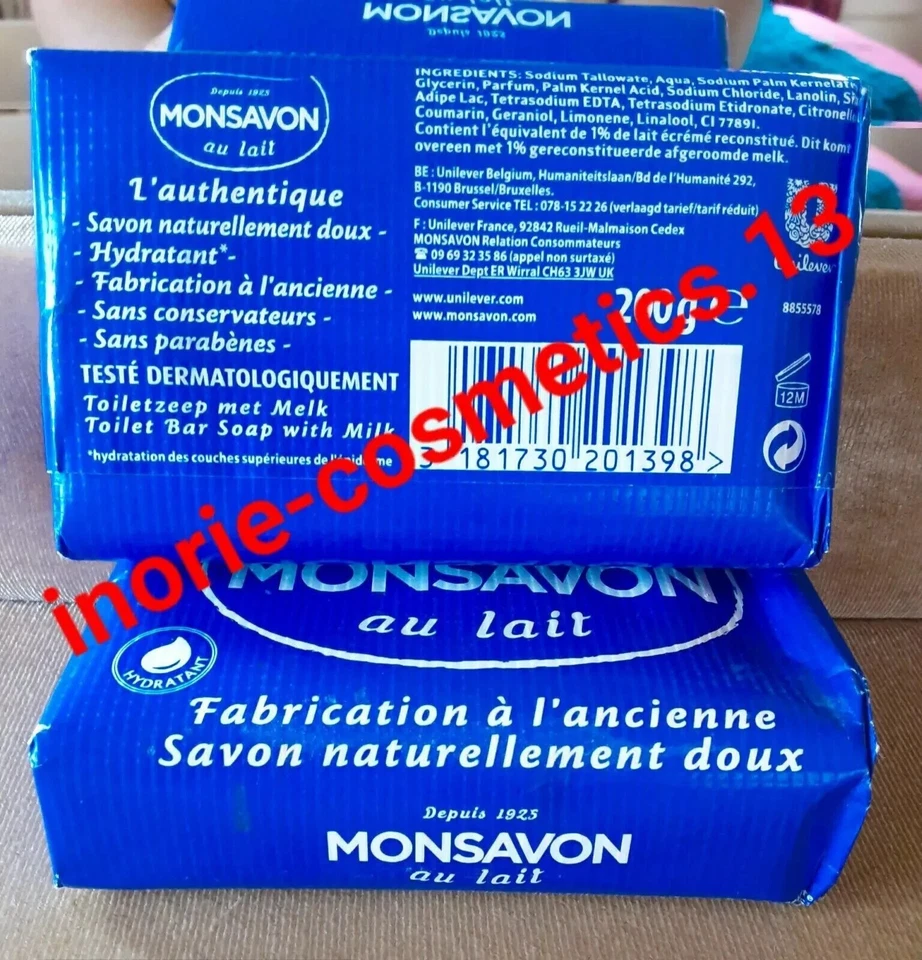 MONSAVON
Depuis 1925
Depuis 1925
MONSAVON
au lait
L'authentique
- Savon naturellement doux -
- Hydratant*-
- Fabrication à l'ancienne -
- Sans conservateurs -
- Sans parabènes -
TESTÉ DERMATOLOGIQUEMENT
Toiletzeep met Melk
Toilet Bar Soap with Milk
*hydratation des couches supérieures de l'épiderme
INGREDIENTS: Sodium Tallowate, Aqua, Sodium Palm Kernelate
Glycerin, Parfum, Palm Kernel Acid, Sodium Chloride, Lanolin,
Adipe Lac, Tetrasodium EDTA, Tetrasodium Etidronate,
Coumarin, Geraniol, Limonene, Linalool, CI 77891.
Contient l'équivalent de 1% de lait écrémé reconstitué. Dit komt
overeen met 1% gereconstitueerde afgeroomde melk.
BE : Unilever Belgium, Humaniteitslaan/Bd de l'Humanité 292,
B-1190 Brussel/Bruxelles.
Consumer Service TEL : 078-15 22 26 (verlaagd tarief/tarif réduit)
F : Unilever France, 92842 Rueil-Malmaison Cedex
MONSAVON Relation Consommateurs
☎ 09 69 32 35 86 (appel non surtaxé)
Unilever Dept ER Wirral CH63 3JW UK
www.unilever.com
www.monsavon.com
200g e
Unilever
8855578
12M
3 181730 201398 >
inorie-cosmetics.13
MONSAVON
au lait
HYDRATANT
Fabrication à l'ancienne
Savon naturellement doux
Depuis 1925
MONSAVON
au lait